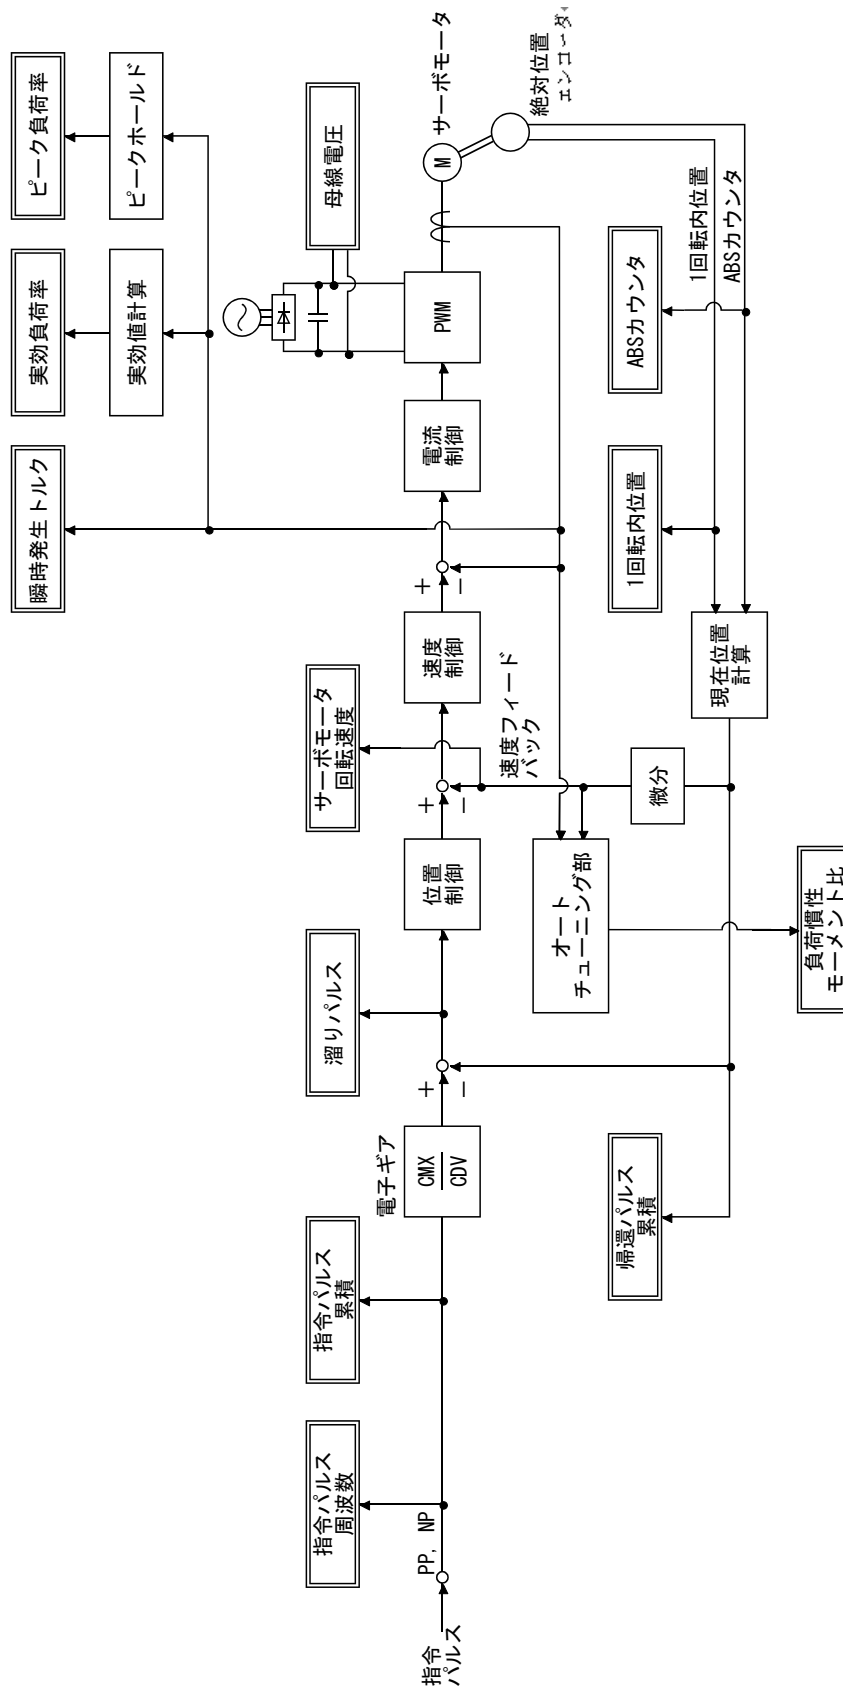 瞬時発生トルク
実効負荷率
ピーク負荷率
実効値計算
ピークホールド
指令パルス
周波数
指令パルス
累積
溜りパルス
サーボモータ
回転速度
母線電圧
指令
パルス
PP, NP
電子ギア
CMX
CDV
+
−
位置
制御
+
−
速度
制御
+
−
電流
制御
PWM
M
サーボモータ
絶対位置
エンコーダ
速度フィード
バック
オート
チューニング部
微分
帰還パルス
累積
1回転内位置
ABSカウンタ
1回転内位置
ABSカウンタ
現在位置
計算
負荷慣性
モーメント比